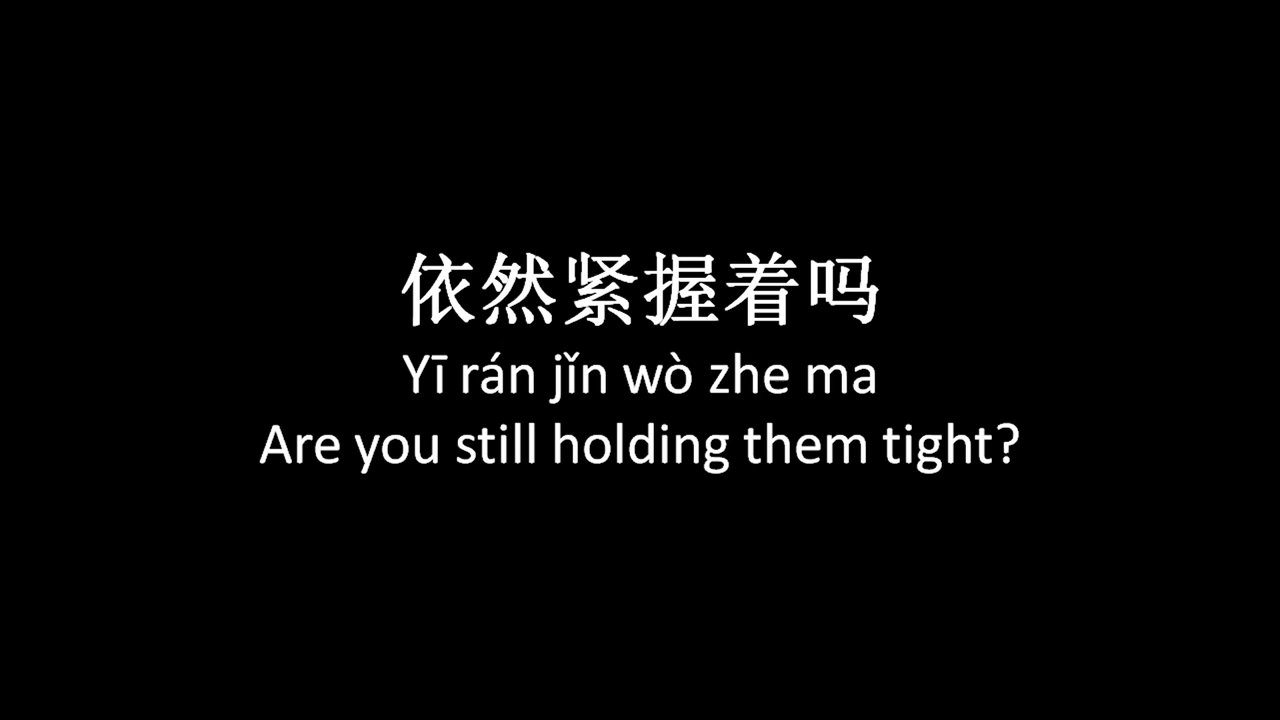 依然紧握着吗
Yī rán jǐn wò zhe ma
Are you still holding them tight?